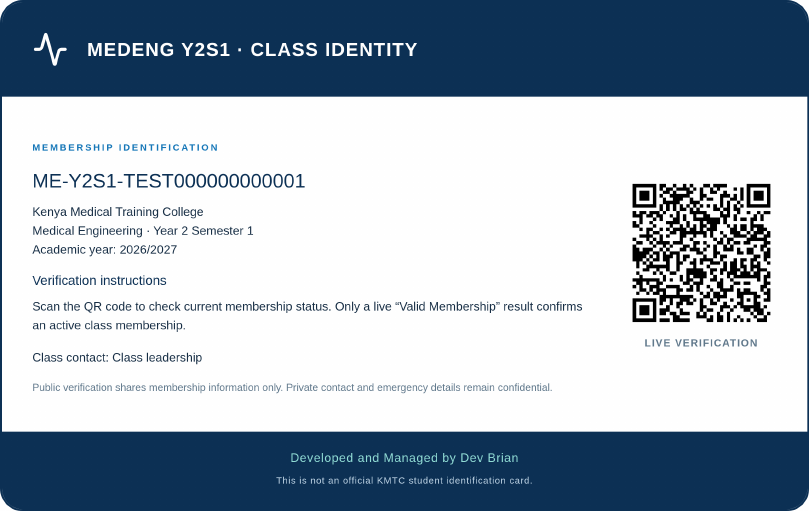 MEDENG Y2S1 · CLASS IDENTITY
MEMBERSHIP IDENTIFICATION
ME-Y2S1-TEST000000000001
Kenya Medical Training College
Medical Engineering · Year 2 Semester 1
Academic year: 2026/2027
Verification instructions
Scan the QR code to check current membership status. Only a live “Valid Membership” result confirms
an active class membership.
Class contact: Class leadership
Public verification shares membership information only. Private contact and emergency details remain confidential.
LIVE VERIFICATION
Developed and Managed by Dev Brian
This is not an official KMTC student identification card.